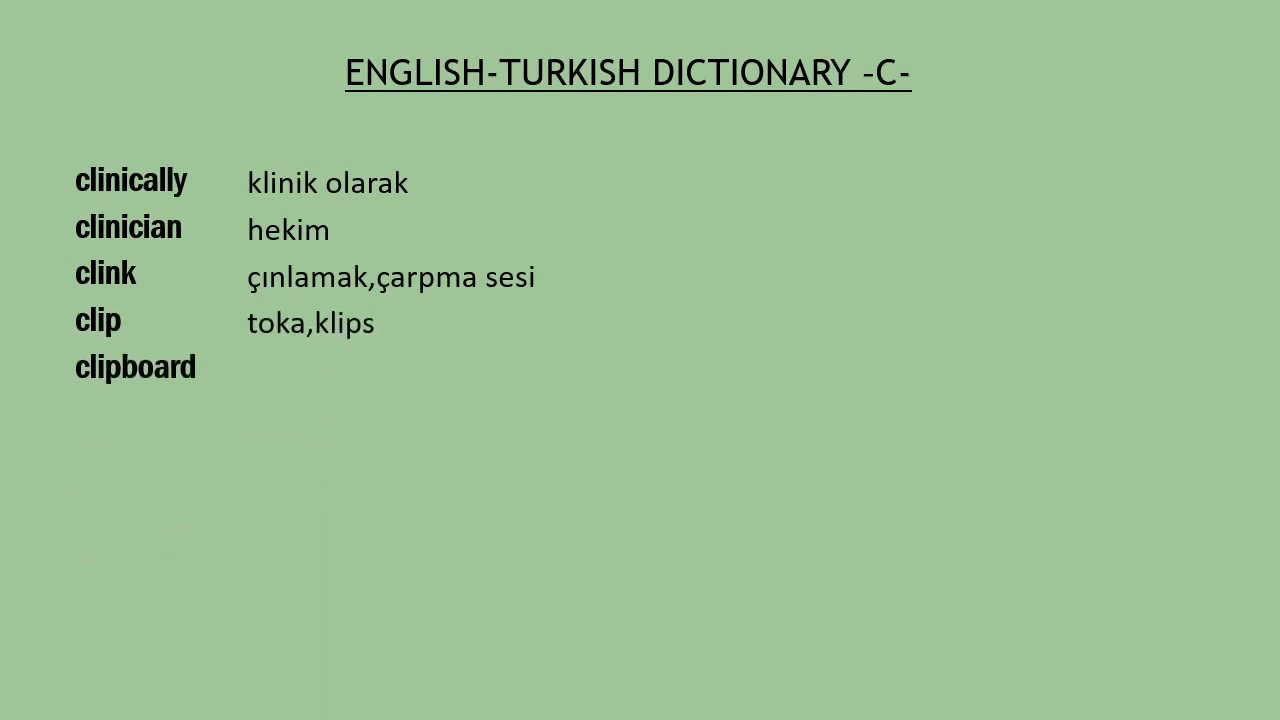 ENGLISH-TURKISH DICTIONARY –C-
clinically klinik olarak
clinician hekim
clink çınlamak,çarpma sesi
clip toka,klips
clipboard